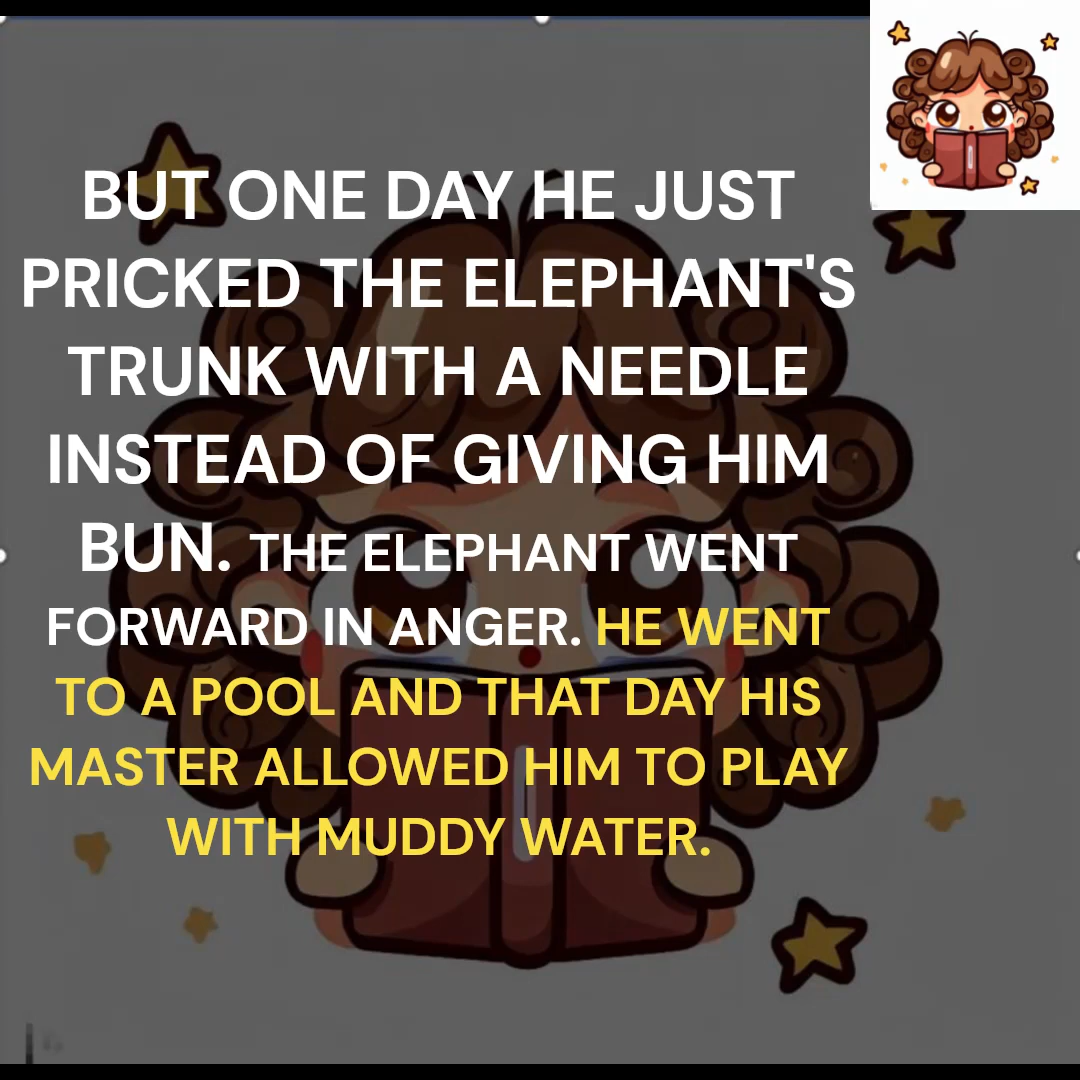 BUT ONE DAY HE JUST
PRICKED THE ELEPHANT'S
TRUNK WITH A NEEDLE
INSTEAD OF GIVING HIM
BUN. THE ELEPHANT WENT
FORWARD IN ANGER. HE WENT
TO A POOL AND THAT DAY HIS
MASTER ALLOWED HIM TO PLAY
WITH MUDDY WATER.